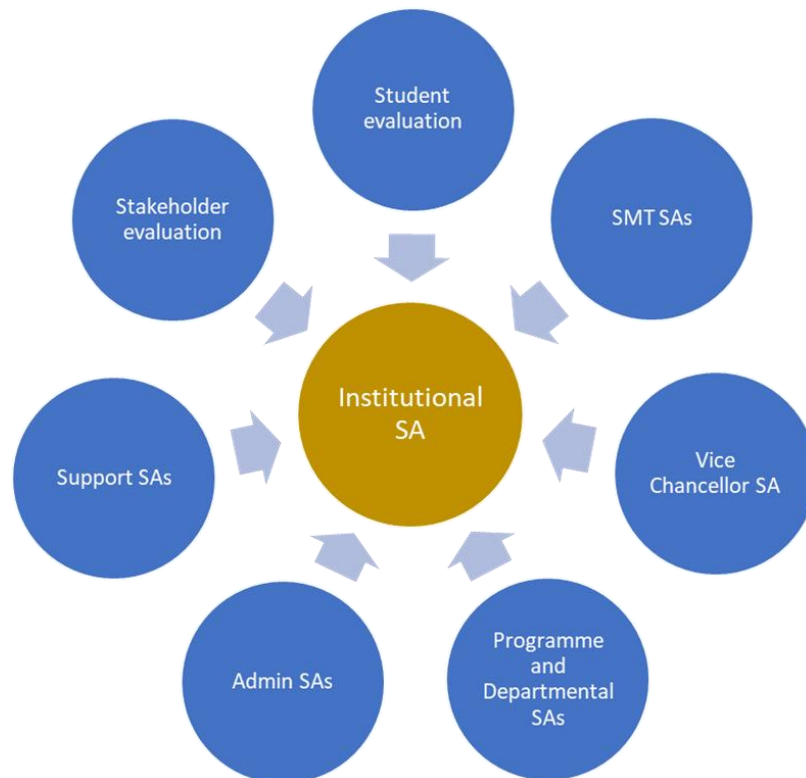 Student
evaluation
Stakeholder
evaluation
SMT SAs
Institutional
SA
Support SAs
Vice
Chancellor SA
Admin SAs
Programme
and
Departmental
SAs